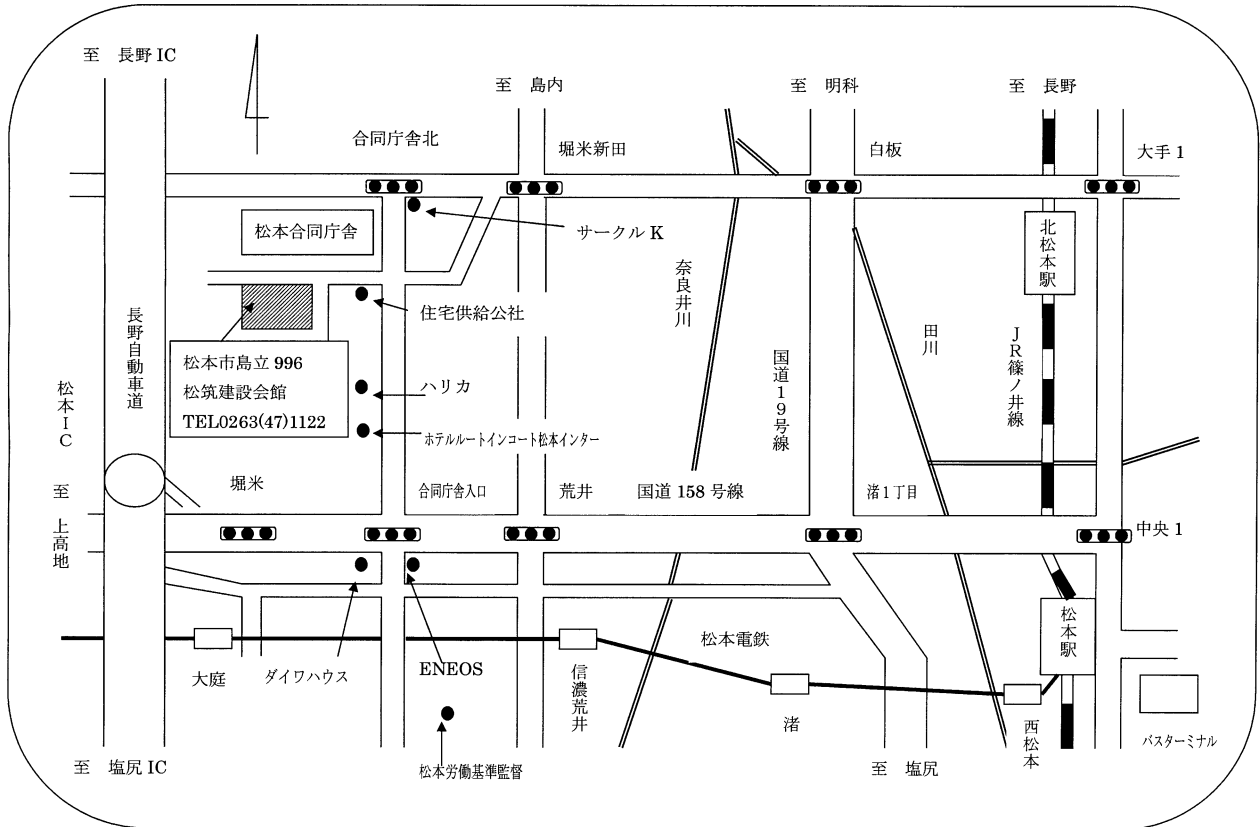 至 長野 IC
至 島内
至 明科
至 長野
合同庁舎北
堀米新田
白板
大手 1
松本合同庁舎
サークル K
北松本駅
奈良井川
住宅供給公社
長野自動車道
田川
JR篠ノ井線
国道19号線
松本市島立 996
松筑建設会館
TEL0263(47)1122
ハリカ
松本IC
ホテルルートインコート松本インター
堀米
合同庁舎入口
荒井
国道 158 号線
渚1丁目
至 上高地
中央 1
松本駅
松本電鉄
大庭
ダイワハウス
ENEOS
信濃荒井
渚
西松本
バスターミナル
至 塩尻 IC
松本労働基準監督
至 塩尻